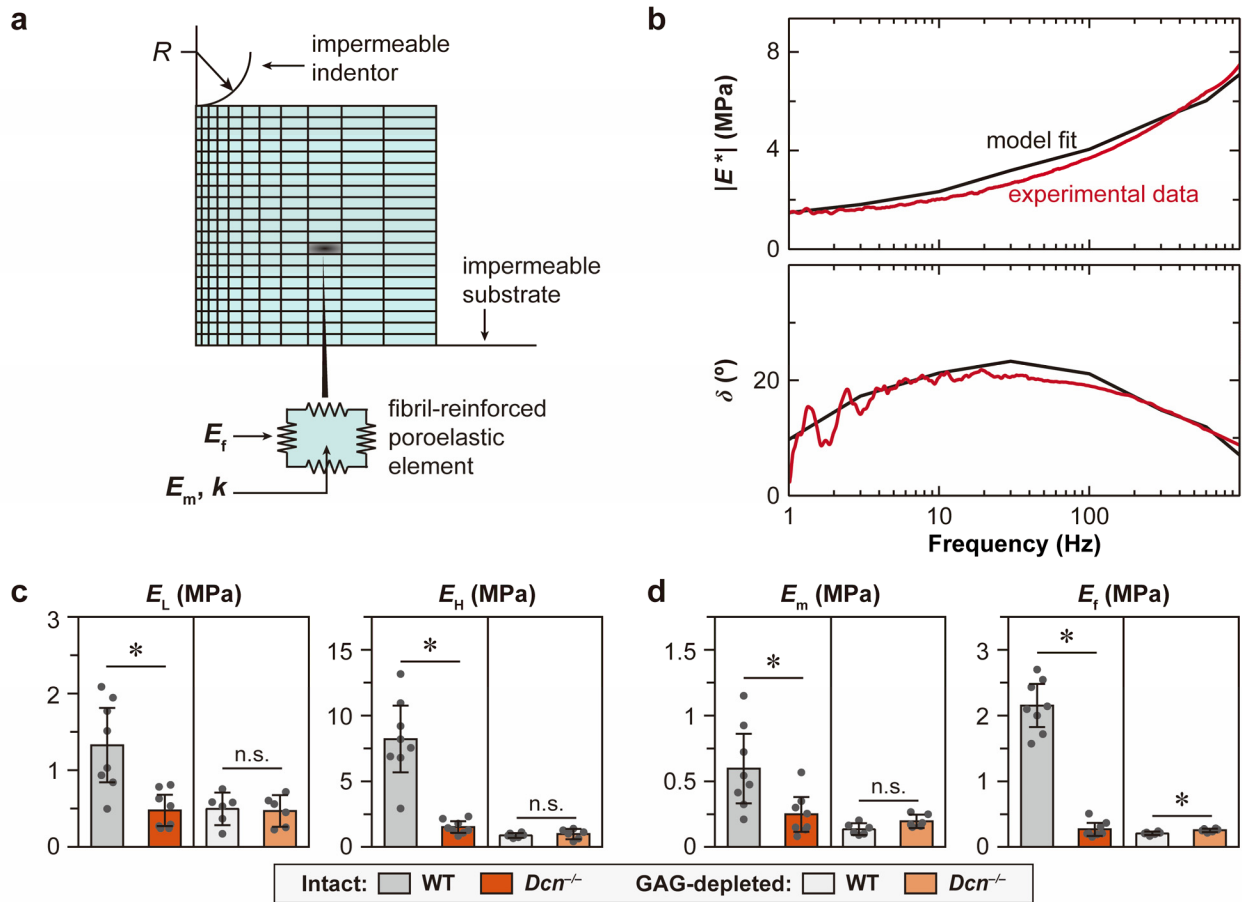 a
R
impermeable
indentor
impermeable
substrate
fibril-reinforced
poroelastic
element
E_f
E_m, k
b
|E*| (MPa)
8
4
0
model fit
experimental data
δ (º)
20
0
1
10
100
Frequency (Hz)
c
E_L (MPa)
3
2
1
0
*
n.s.
E_H (MPa)
15
10
5
0
*
n.s.
d
E_m (MPa)
1.5
1
0.5
0
*
n.s.
E_f (MPa)
3
2
1
0
*
*
Intact: WT Dcn⁻/⁻ GAG-depleted: WT Dcn⁻/⁻